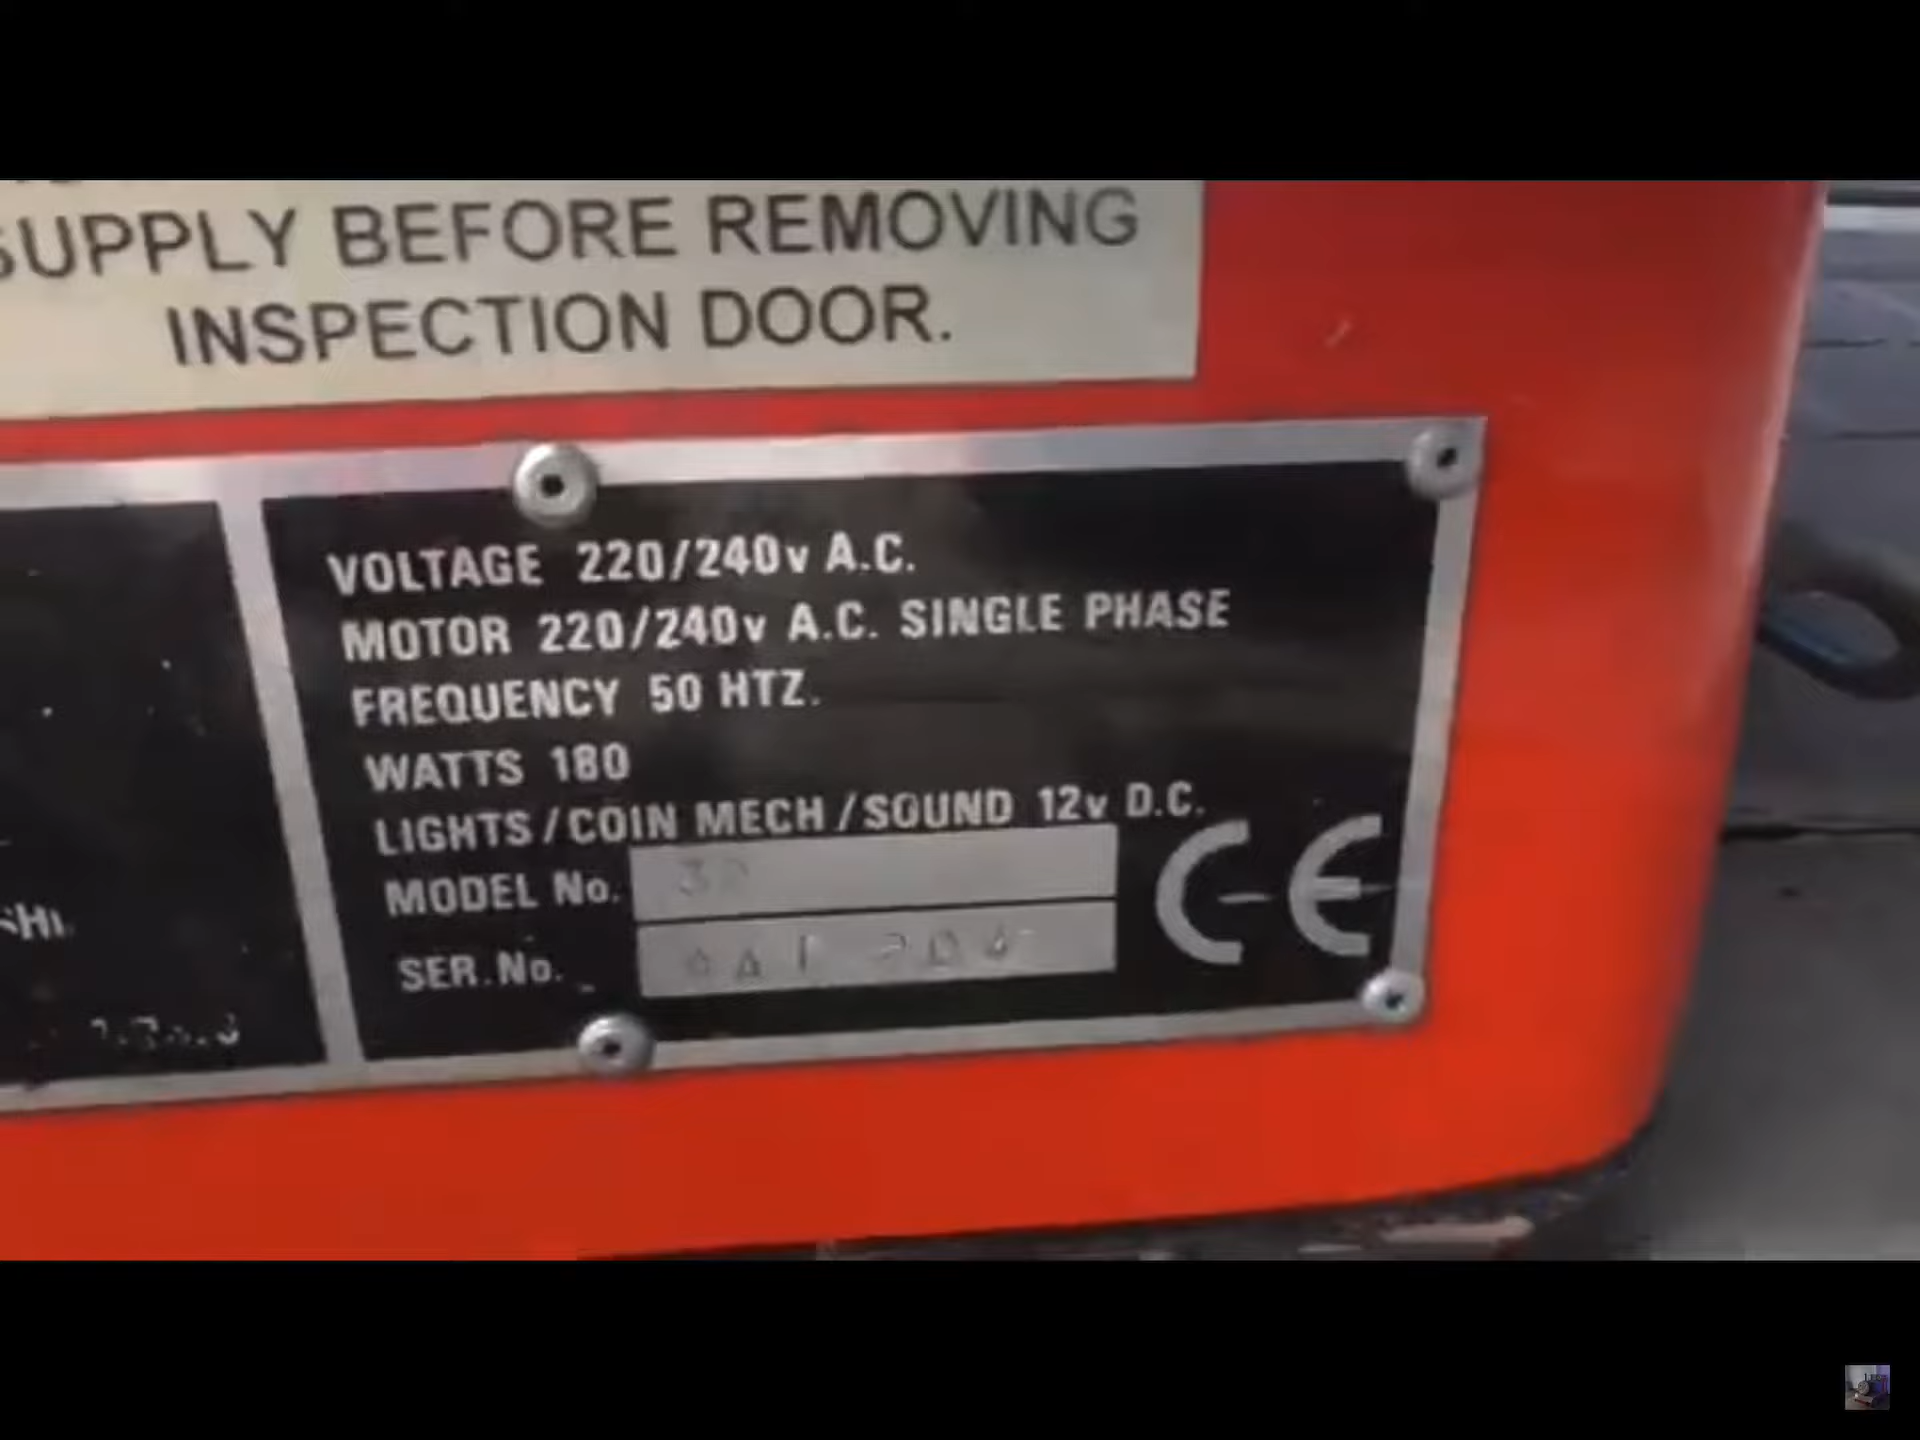 SUPPLY BEFORE REMOVING
INSPECTION DOOR.
VOLTAGE 220/240v A.C.
MOTOR 220/240v A.C. SINGLE PHASE
FREQUENCY 50 HTZ.
WATTS 180
LIGHTS/COIN MECH/SOUND 12v D.C.
MODEL No.
SER.No.
CE